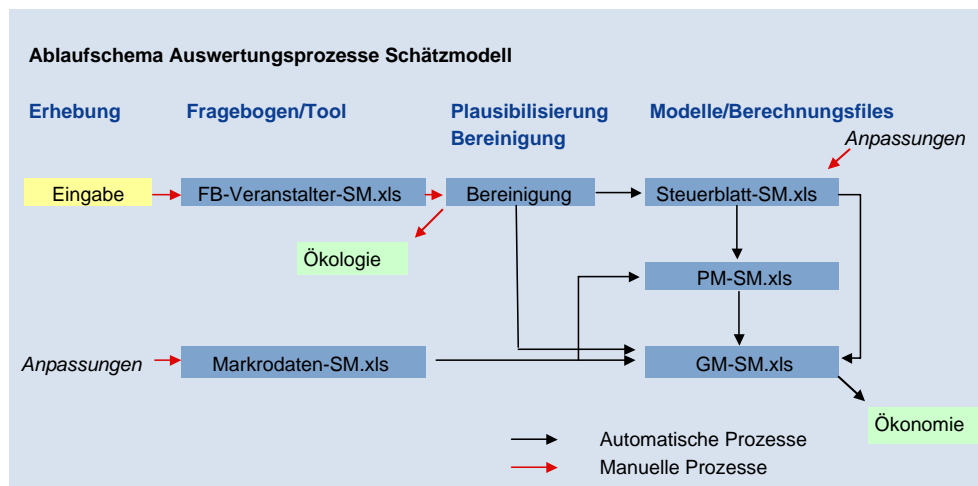 Ablaufschema Auswertungsprozesse Schätzmodell
Erhebung
Fragebogen/Tool
Plausibilisierung
Bereinigung
Modelle/Berechnungsfiles
Anpassungen
Eingabe
FB-Veranstalter-SM.xls
Bereinigung
Steuerblatt-SM.xls
Ökologie
PM-SM.xls
Anpassungen
Markrodaten-SM.xls
GM-SM.xls
Ökonomie
Automatische Prozesse
Manuelle Prozesse